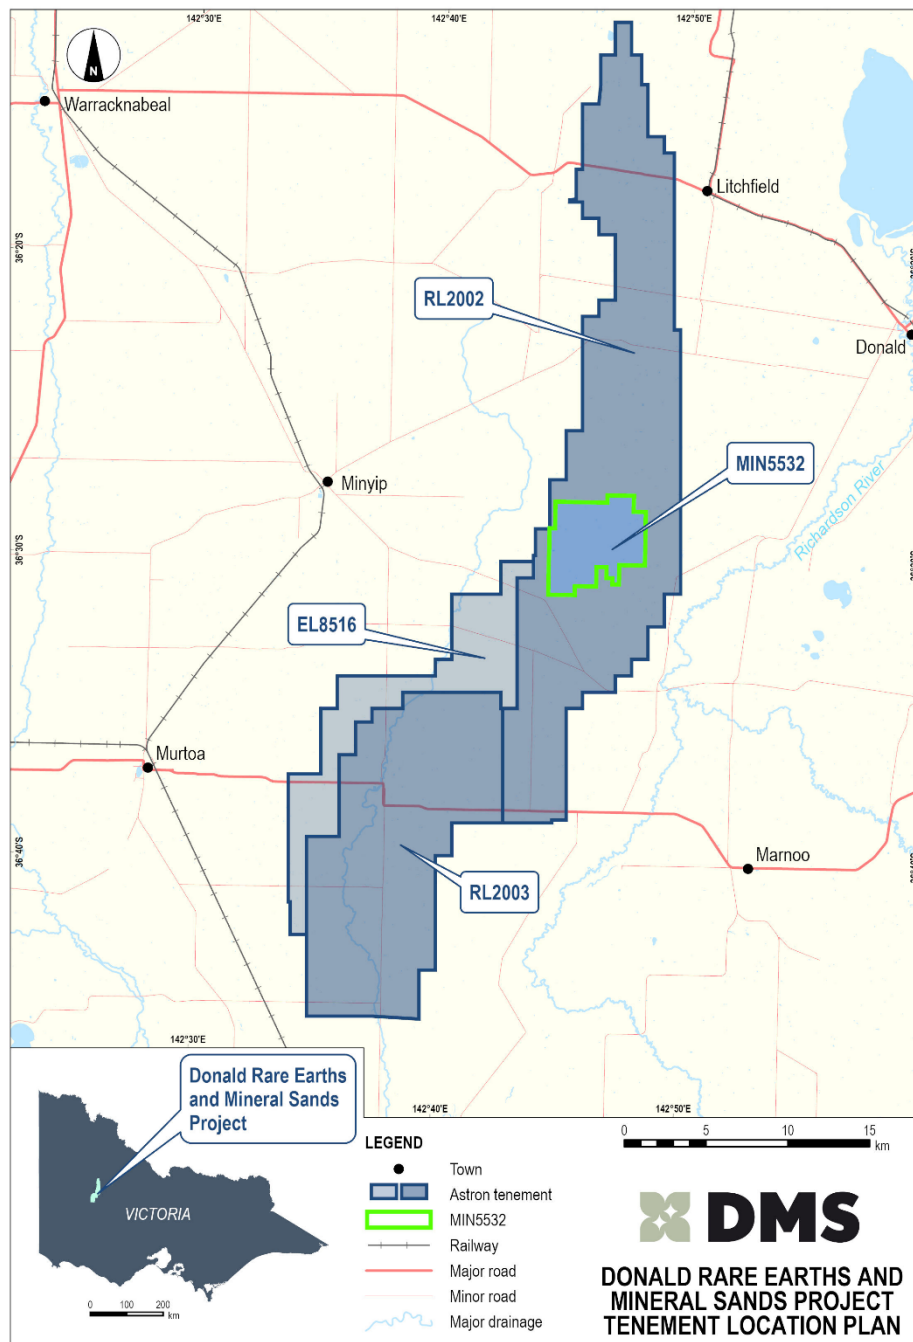 142°30'E
142°40'E
142°50'E
N
Warracknabeal
Litchfield
36°20'S
RL2002
Donald
MIN5532
Minyip
Richardson River
36°30'S
EL8516
Murtoa
36°40'S
Marnoo
RL2003
142°30'E
Donald Rare Earths
and Mineral Sands
Project
VICTORIA
0 100 200
km
142°40'E
142°50'E
LEGEND
Town
Astron tenement
MIN5532
Railway
Major road
Minor road
Major drainage
0 5 10 15
km
DMS
DONALD RARE EARTHS AND
MINERAL SANDS PROJECT
TENEMENT LOCATION PLAN